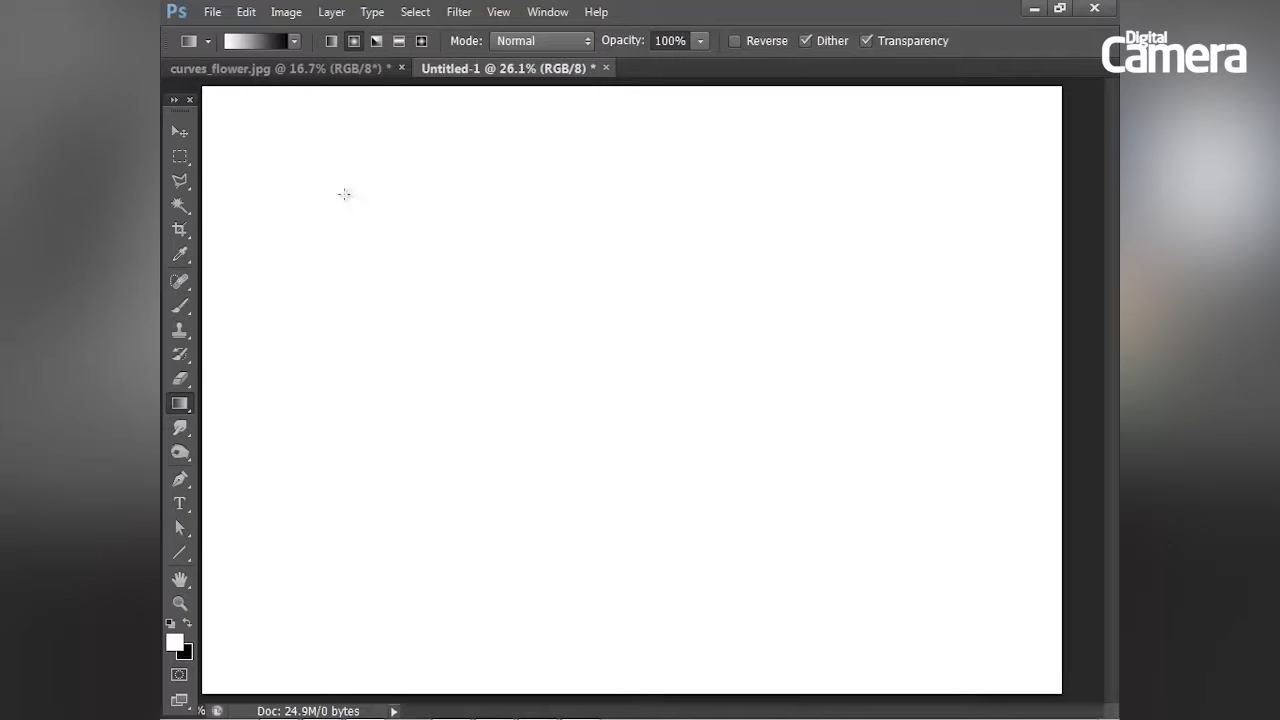 Ps File Edit Image Layer Type Select Filter View Window Help
Mode: Normal Opacity: 100% Reverse Dither Transparency
Digital
Camera
curves_flower.jpg @ 16.7% (RGB/8*) * × Untitled-1 @ 26.1% (RGB/8) * ×
T
% Doc: 24.9M/0 bytes